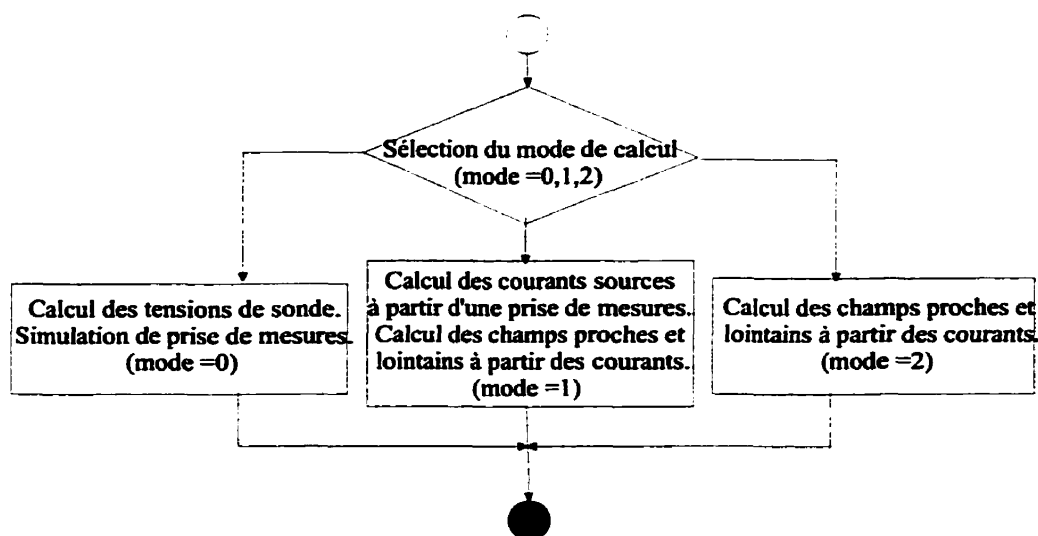 Sélection du mode de calcul
(mode =0,1,2)
Calcul des tensions de sonde.
Simulation de prise de mesures.
(mode =0)
Calcul des courants sources
à partir d'une prise de mesures.
Calcul des champs proches et
lointains à partir des courants.
(mode =1)
Calcul des champs proches et
lointains à partir des courants.
(mode =2)